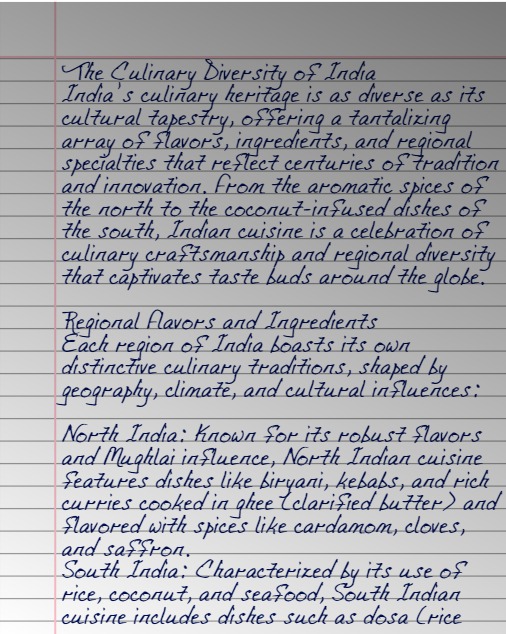 The Culinary Diversity of India
India's culinary heritage is as diverse as its
cultural tapestry, offering a tantalizing
array of flavors, ingredients, and regional
specialties that reflect centuries of tradition
and innovation. From the aromatic spices of
the north to the coconut-infused dishes of
the south, Indian cuisine is a celebration of
culinary craftsmanship and regional diversity
that captivates taste buds around the globe.
Regional Flavors and Ingredients
Each region of India boasts its own
distinctive culinary traditions, shaped by
geography, climate, and cultural influences:
North India: Known for its robust flavors
and Mughlai influence, North Indian cuisine
features dishes like biryani, kebabs, and rich
curries cooked in ghee (clarified butter) and
flavored with spices like cardamom, cloves,
and saffron.
South India: Characterized by its use of
rice, coconut, and seafood, South Indian
cuisine includes dishes such as dosa (rice